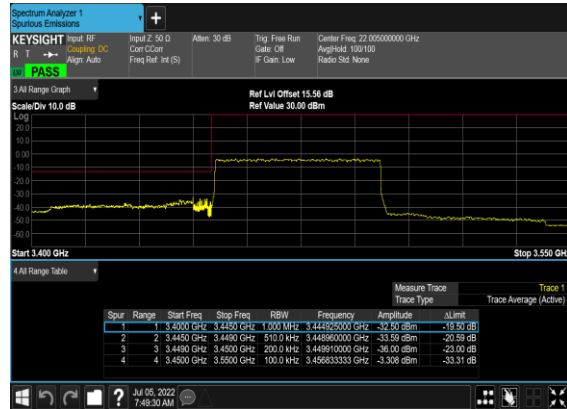 Spectrum Analyzer 1
Spurious Emissions
KEYSIGHT Input: RF Input Z: 50 Ω Atten: 30 dB Trig: Free Run Center Freq: 22.005000000 GHz
R T Coupling: DC Corr CCorr Gate: Off Avg|Hold: 100/100
Align: Auto Freq Ref: Int (S) IF Gain: Low Radio Std: None
PASS
3 All Range Graph
Ref Lvl Offset 15.56 dB
Scale/Div 10.0 dB Ref Value 30.00 dBm
Log
20.0
10.0
0.00
-10.0
-20.0
-30.0
-40.0
-50.0
-60.0
Start 3.400 GHz Stop 3.550 GH
4 All Range Table
Measure Trace Trace 1
Trace Type Trace Average (Active)
Spur Range Start Freq Stop Freq RBW Frequency Amplitude ΔLimit
1 1 3.4000 GHz 3.4450 GHz 1.000 MHz 3.444925000 GHz -32.50 dBm -19.50 dB
2 2 3.4450 GHz 3.4490 GHz 510.0 kHz 3.448960000 GHz -33.59 dBm -20.59 dB
3 3 3.4490 GHz 3.4500 GHz 100.0 kHz 3.449910000 GHz -36.00 dBm -23.00 dB
4 4 3.4500 GHz 3.5500 GHz 100.0 kHz 3.456833333 GHz -3.308 dBm -33.31 dB
? Jul 05, 2022
7:49:30 AM